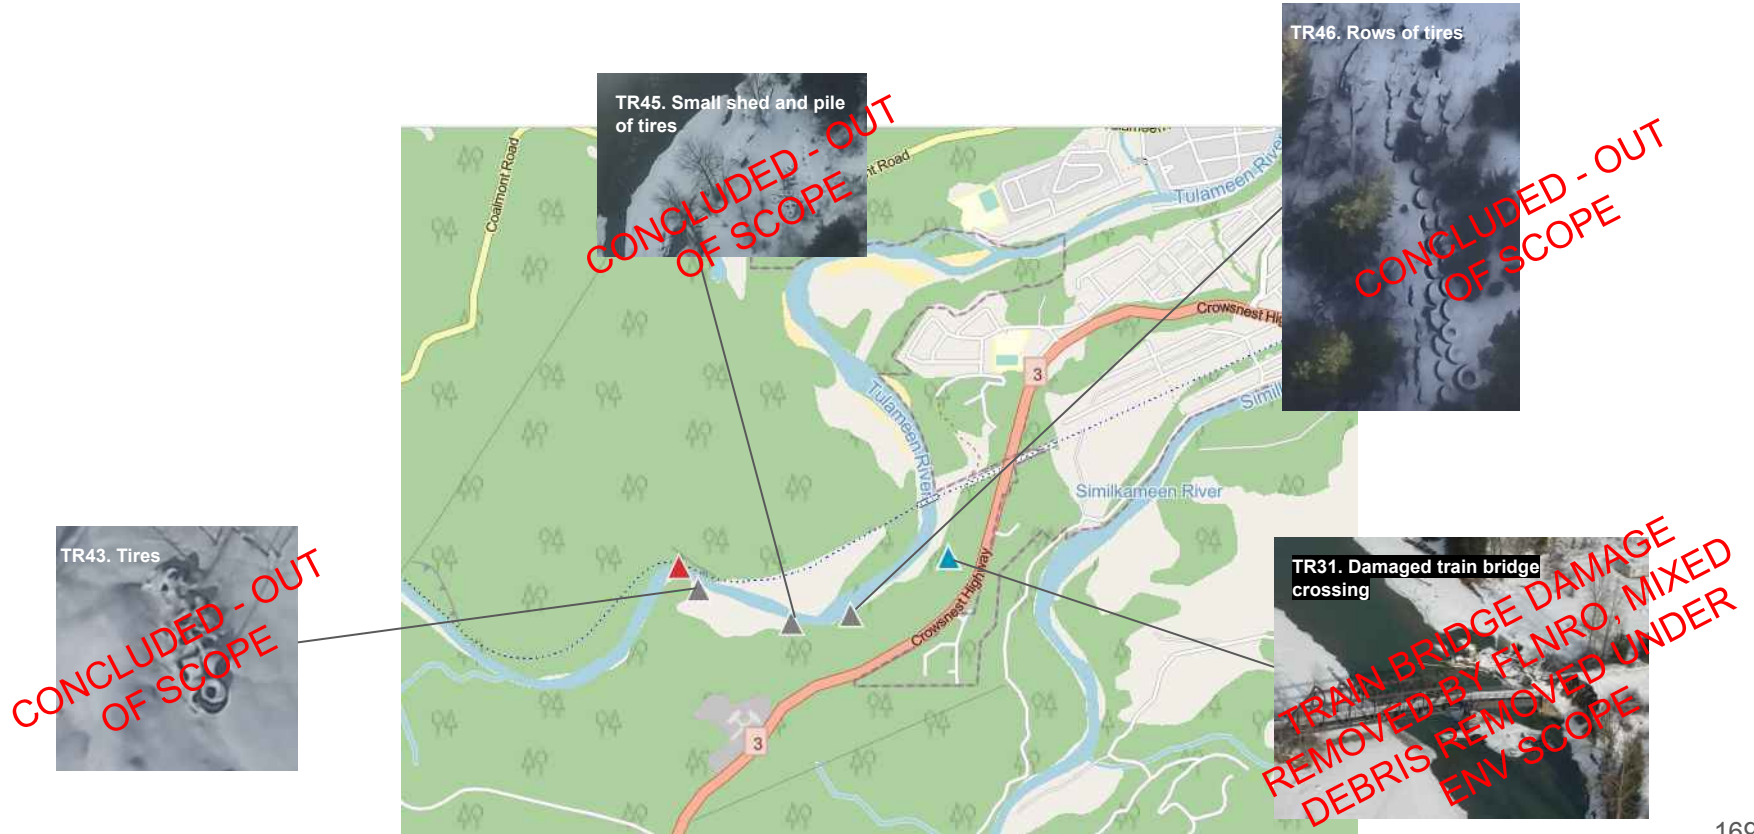 TR46. Rows of tires
CONCLUDED - OUT
OF SCOPE
TR45. Small shed and pile
of tires
CONCLUDED - OUT
OF SCOPE
Coalmont Road
Road
Tulameen River
Crowsnest
3
Tulameen River
Similkameen River
TR43. Tires
CONCLUDED - OUT
OF SCOPE
Crowsnest Highway
3
TR31. Damaged train bridge
crossing
TRAIN BRIDGE DAMAGE
REMOVED BY FLNRO, MIXED
DEBRIS REMOVED UNDER
ENV SCOPE
169